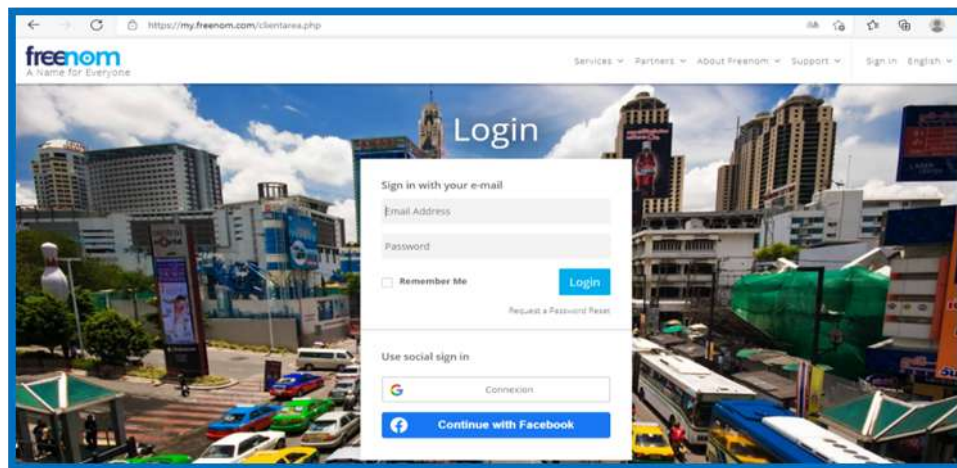 https://my.freenom.com/clientarea.php
freenom
A Name for Everyone
Services Partners About Freenom Support Sign In English
Login
Sign in with your e-mail
Email Address
Password
Remember Me
Login
Request a Password Reset
Use social sign in
Connexion
Continue with Facebook